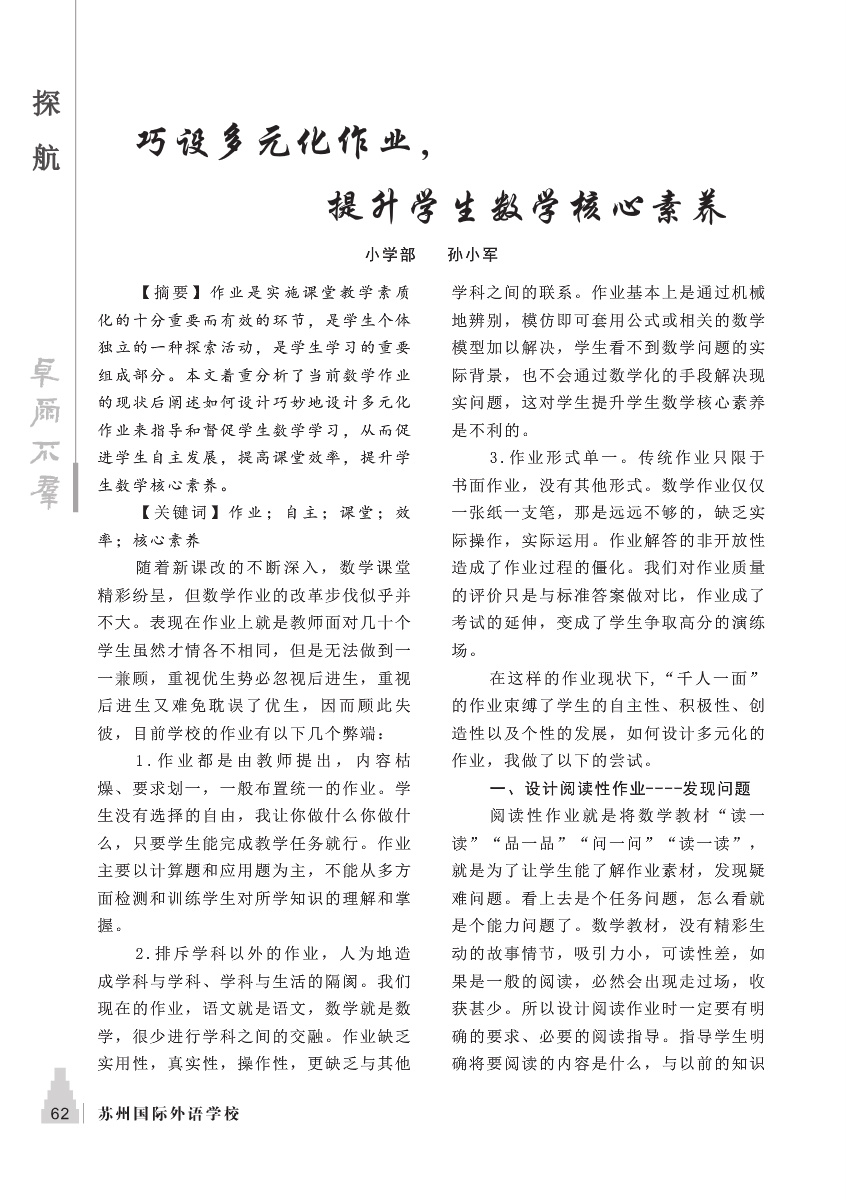 探
航
卓
尔
不
群
巧设多元化作业，
提升学生数学核心素养
小学部 孙小军
【摘要】作业是实施课堂教学素质
化的十分重要而有效的环节，是学生个体
独立的一种探索活动，是学生学习的重要
组成部分。本文着重分析了当前数学作业
的现状后阐述如何设计巧妙地设计多元化
作业来指导和督促学生数学学习，从而促
进学生自主发展，提高课堂效率，提升学
生数学核心素养。
【关键词】作业；自主；课堂；效
率；核心素养
随着新课改的不断深入，数学课堂
精彩纷呈，但数学作业的改革步伐似乎并
不大。表现在作业上就是教师面对几十个
学生虽然才情各不相同，但是无法做到一
一兼顾，重视优生势必忽视后进生，重视
后进生又难免耽误了优生，因而顾此失
彼，目前学校的作业有以下几个弊端：
1.作业都是由教师提出，内容枯
燥、要求划一，一般布置统一的作业。学
生没有选择的自由，我让你做什么你做什
么，只要学生能完成教学任务就行。作业
主要以计算题和应用题为主，不能从多方
面检测和训练学生对所学知识的理解和掌
握。
2.排斥学科以外的作业，人为地造
成学科与学科、学科与生活的隔阂。我们
现在的作业，语文就是语文，数学就是数
学，很少进行学科之间的交融。作业缺乏
实用性，真实性，操作性，更缺乏与其他
学科之间的联系。作业基本上是通过机械
地辨别，模仿即可套用公式或相关的数学
模型加以解决，学生看不到数学问题的实
际背景，也不会通过数学化的手段解决现
实问题，这对学生提升学生数学核心素养
是不利的。
3.作业形式单一。传统作业只限于
书面作业，没有其他形式。数学作业仅仅
一张纸一支笔，那是远远不够的，缺乏实
际操作，实际运用。作业解答的非开放性
造成了作业过程的僵化。我们对作业质量
的评价只是与标准答案做对比，作业成了
考试的延伸，变成了学生争取高分的演练
场。
在这样的作业现状下,“千人一面”
的作业束缚了学生的自主性、积极性、创
造性以及个性的发展，如何设计多元化的
作业，我做了以下的尝试。
一、设计阅读性作业----发现问题
阅读性作业就是将数学教材“读一
读”“品一品”“问一问”“读一读”，
就是为了让学生能了解作业素材，发现疑
难问题。看上去是个任务问题，怎么看就
是个能力问题了。数学教材，没有精彩生
动的故事情节，吸引力小，可读性差，如
果是一般的阅读，必然会出现走过场，收
获甚少。所以设计阅读作业时一定要有明
确的要求、必要的阅读指导。指导学生明
确将要阅读的内容是什么，与以前的知识
62 苏州国际外语学校